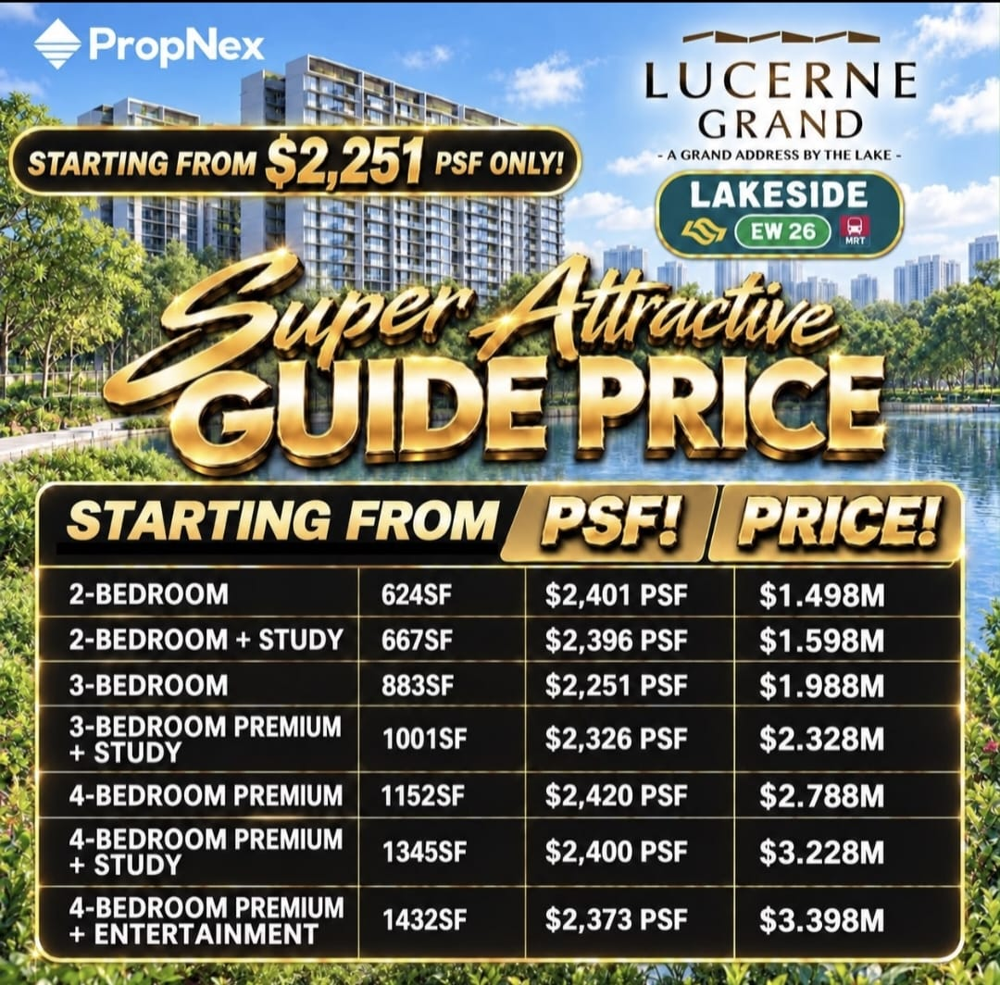 PropNex
LUCERNE
GRAND
- A GRAND ADDRESS BY THE LAKE -
STARTING FROM $2,251 PSF ONLY!
LAKESIDE
EW 26
MRT
Super Attractive
GUIDE PRICE
STARTING FROM PSF! PRICE!
2-BEDROOM 624SF $2,401 PSF $1.498M
2-BEDROOM + STUDY 667SF $2,396 PSF $1.598M
3-BEDROOM 883SF $2,251 PSF $1.988M
3-BEDROOM PREMIUM
+ STUDY 1001SF $2,326 PSF $2.328M
4-BEDROOM PREMIUM 1152SF $2,420 PSF $2.788M
4-BEDROOM PREMIUM
+ STUDY 1345SF $2,400 PSF $3.228M
4-BEDROOM PREMIUM
+ ENTERTAINMENT 1432SF $2,373 PSF $3.398M